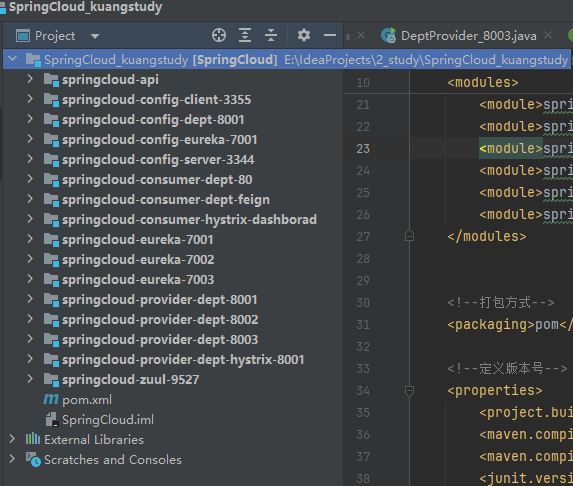 SpringCloud_kuangstudy
Project
DeptProvider_8003.java
SpringCloud_kuangstudy [SpringCloud] E:\IdeaProjects\2_study\SpringCloud_kuangstudy
springcloud-api
springcloud-config-client-3355
springcloud-config-dept-8001
springcloud-config-eureka-7001
springcloud-config-server-3344
springcloud-consumer-dept-80
springcloud-consumer-dept-feign
springcloud-consumer-hystrix-dashborad
springcloud-eureka-7001
springcloud-eureka-7002
springcloud-eureka-7003
springcloud-provider-dept-8001
springcloud-provider-dept-8002
springcloud-provider-dept-8003
springcloud-provider-dept-hystrix-8001
springcloud-zuul-9527
pom.xml
SpringCloud.iml
External Libraries
Scratches and Consoles
10 <modules>
21 <module>spri
22 <module>spri
23 <module>spri
24 <module>spri
25 <module>spri
26 <module>spri
27 </modules>
28
30 <!--打包方式-->
31 <packaging>pom</
32
33 <!--定义版本号-->
34 <properties>
35 <project.bui
36 <maven.compi
37 <maven.compi
38 <junit.versi